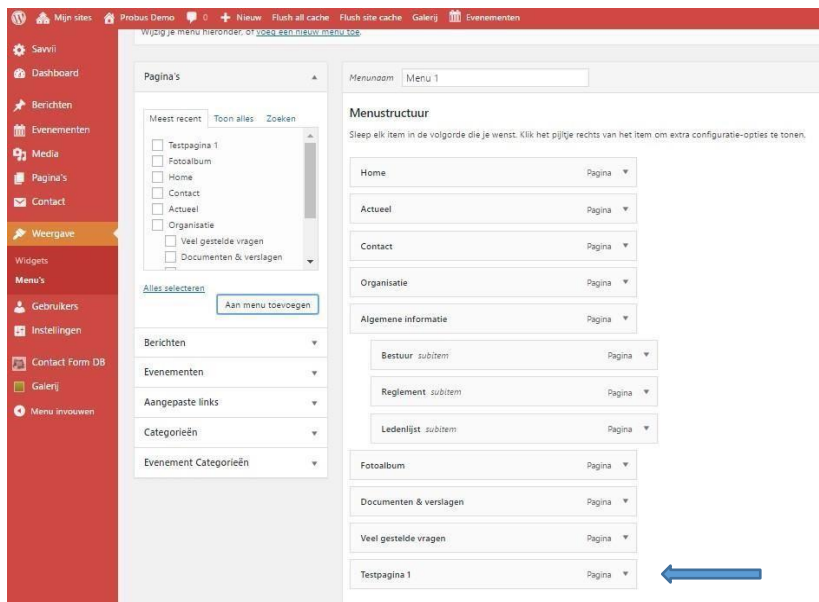 Mijn sites Probus Demo 0 Nieuw Flush all cache Flush site cache Galerij Evenementen
Wijzig je menu hieronder, of voeg een nieuw menu toe.
Savvii
Dashboard
Berichten
Evenementen
Media
Pagina's
Contact
Weergave
Widgets
Menu's
Gebruikers
Instellingen
Contact Form DB
Galerij
Menu invouwen
Pagina's
Meest recent Toon alles Zoeken
Testpagina 1
Fotoalbum
Home
Contact
Actueel
Organisatie
Veel gestelde vragen
Documenten & verslagen
Alles selecteren
Aan menu toevoegen
Berichten
Evenementen
Aangepaste links
Categorieën
Evenement Categorieën
Menunaam Menu 1
Menustructuur
Sleep elk item in de volgorde die je wenst. Klik het pijltje rechts van het item om extra configuratie-opties te tonen.
Home Pagina
Actueel Pagina
Contact Pagina
Organisatie Pagina
Algemene informatie Pagina
Bestuur subitem Pagina
Reglement subitem Pagina
Ledenlijst subitem Pagina
Fotoalbum Pagina
Documenten & verslagen Pagina
Veel gestelde vragen Pagina
Testpagina 1 Pagina